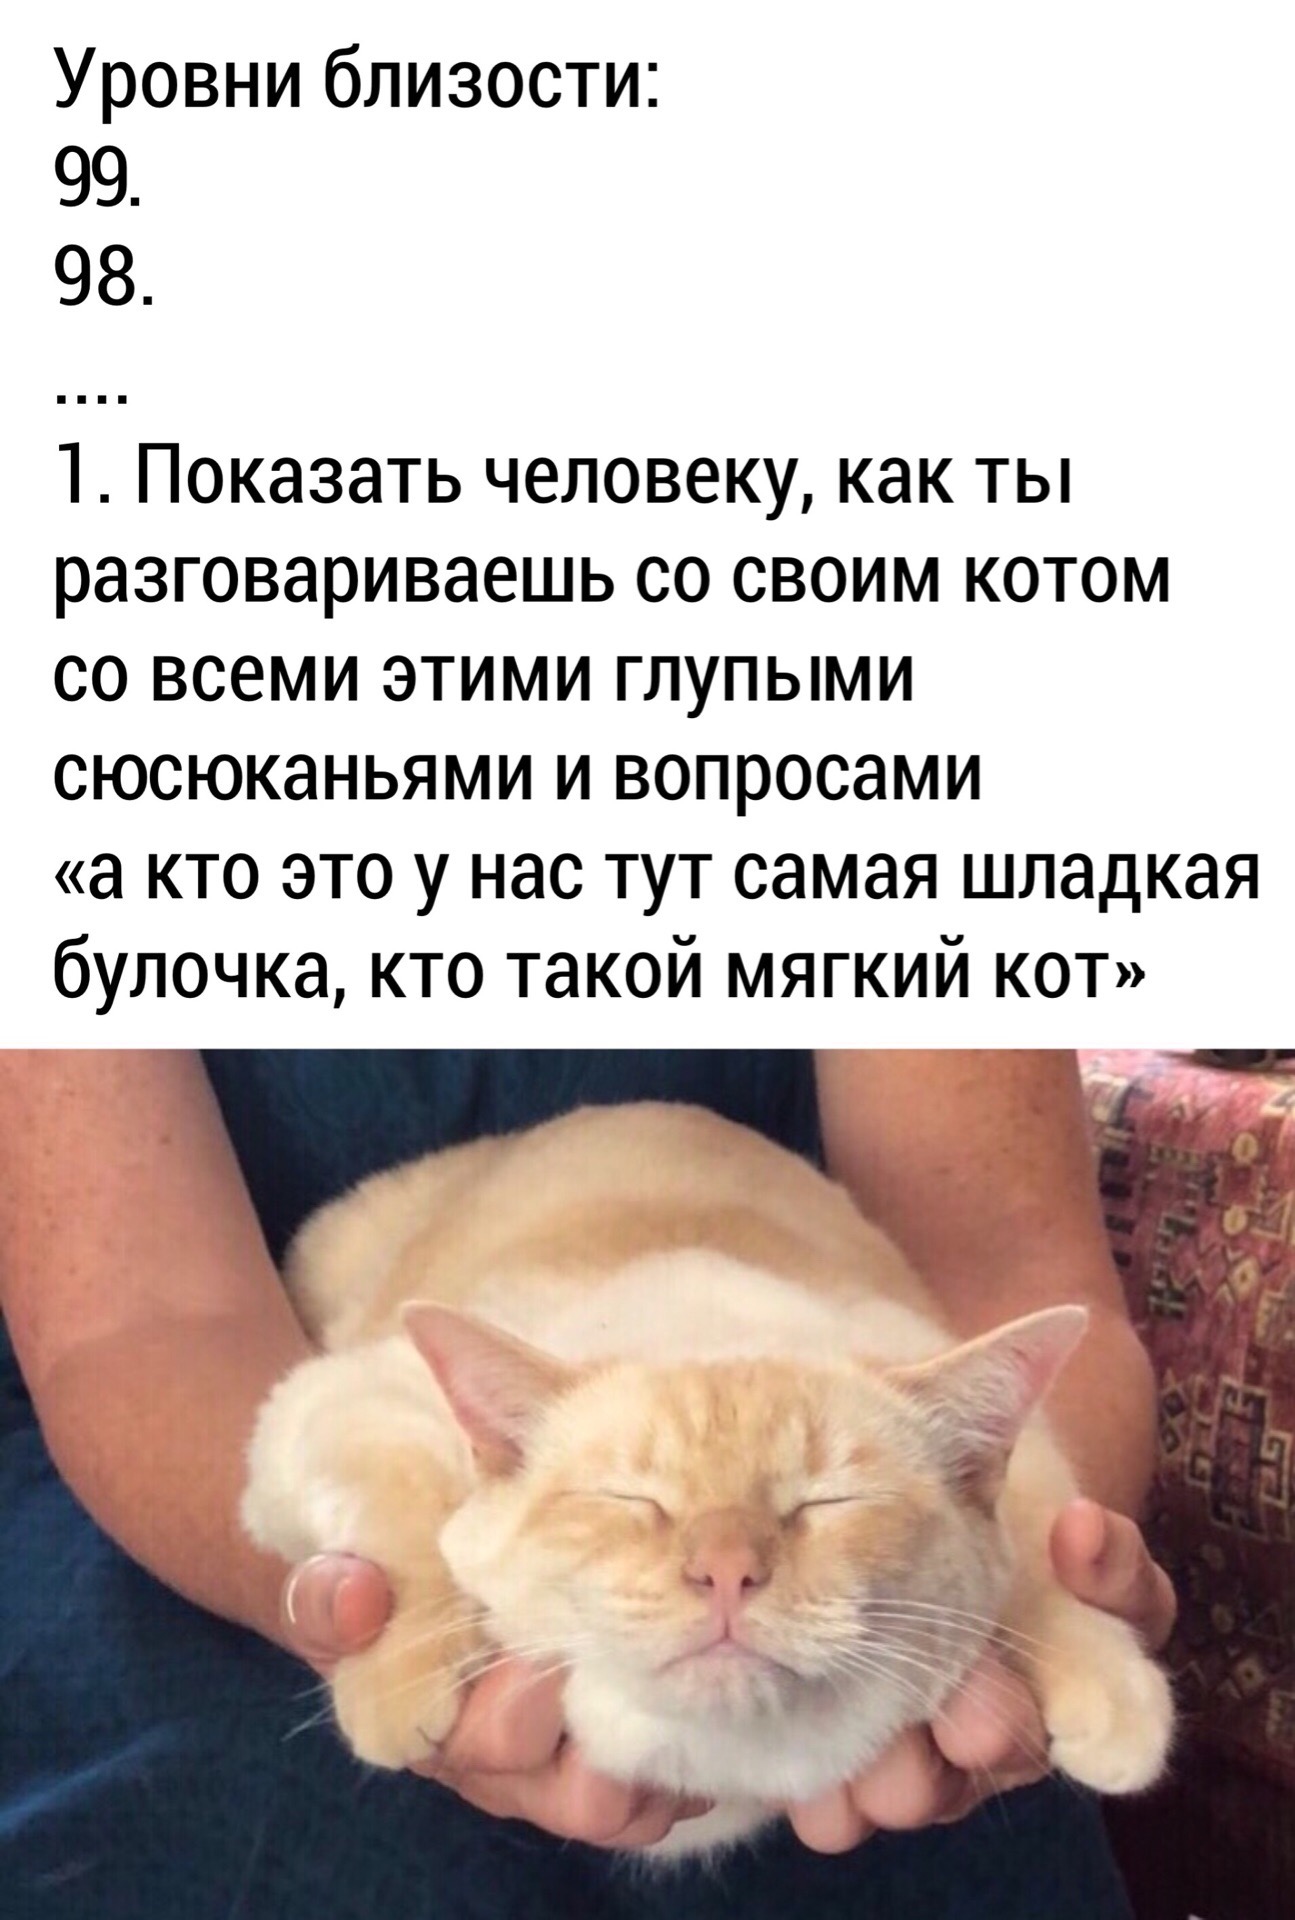 Уровни близости:
99.
98.
....
1. Показать человеку, как ты
разговариваешь со своим котом
со всеми этими глупыми
сюсюканьями и вопросами
«а кто это у нас тут самая шладкая
булочка, кто такой мягкий кот»